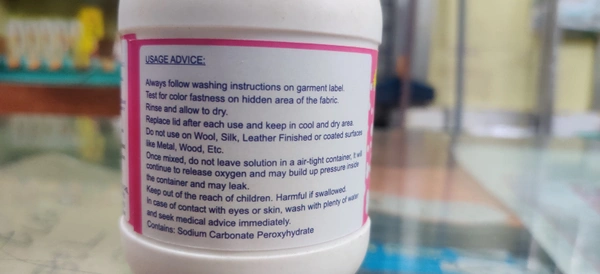 USAGE ADVICE:
Always follow washing instructions on garment label.
Test for color fastness on hidden area of the fabric.
Rinse and allow to dry.
Replace lid after each use and keep in cool and dry area.
Do not use on Wool, Silk, Leather Finished or coated surfaces
like Metal, Wood, Etc.
Once mixed, do not leave solution in a air-tight container, It will
continue to release oxygen and may build up pressure inside
the container and may leak.
Keep out of the reach of children. Harmful if swallowed.
In case of contact with eyes or skin, wash with plenty of water
and seek medical advice immediately.
Contains: Sodium Carbonate Peroxyhydrate